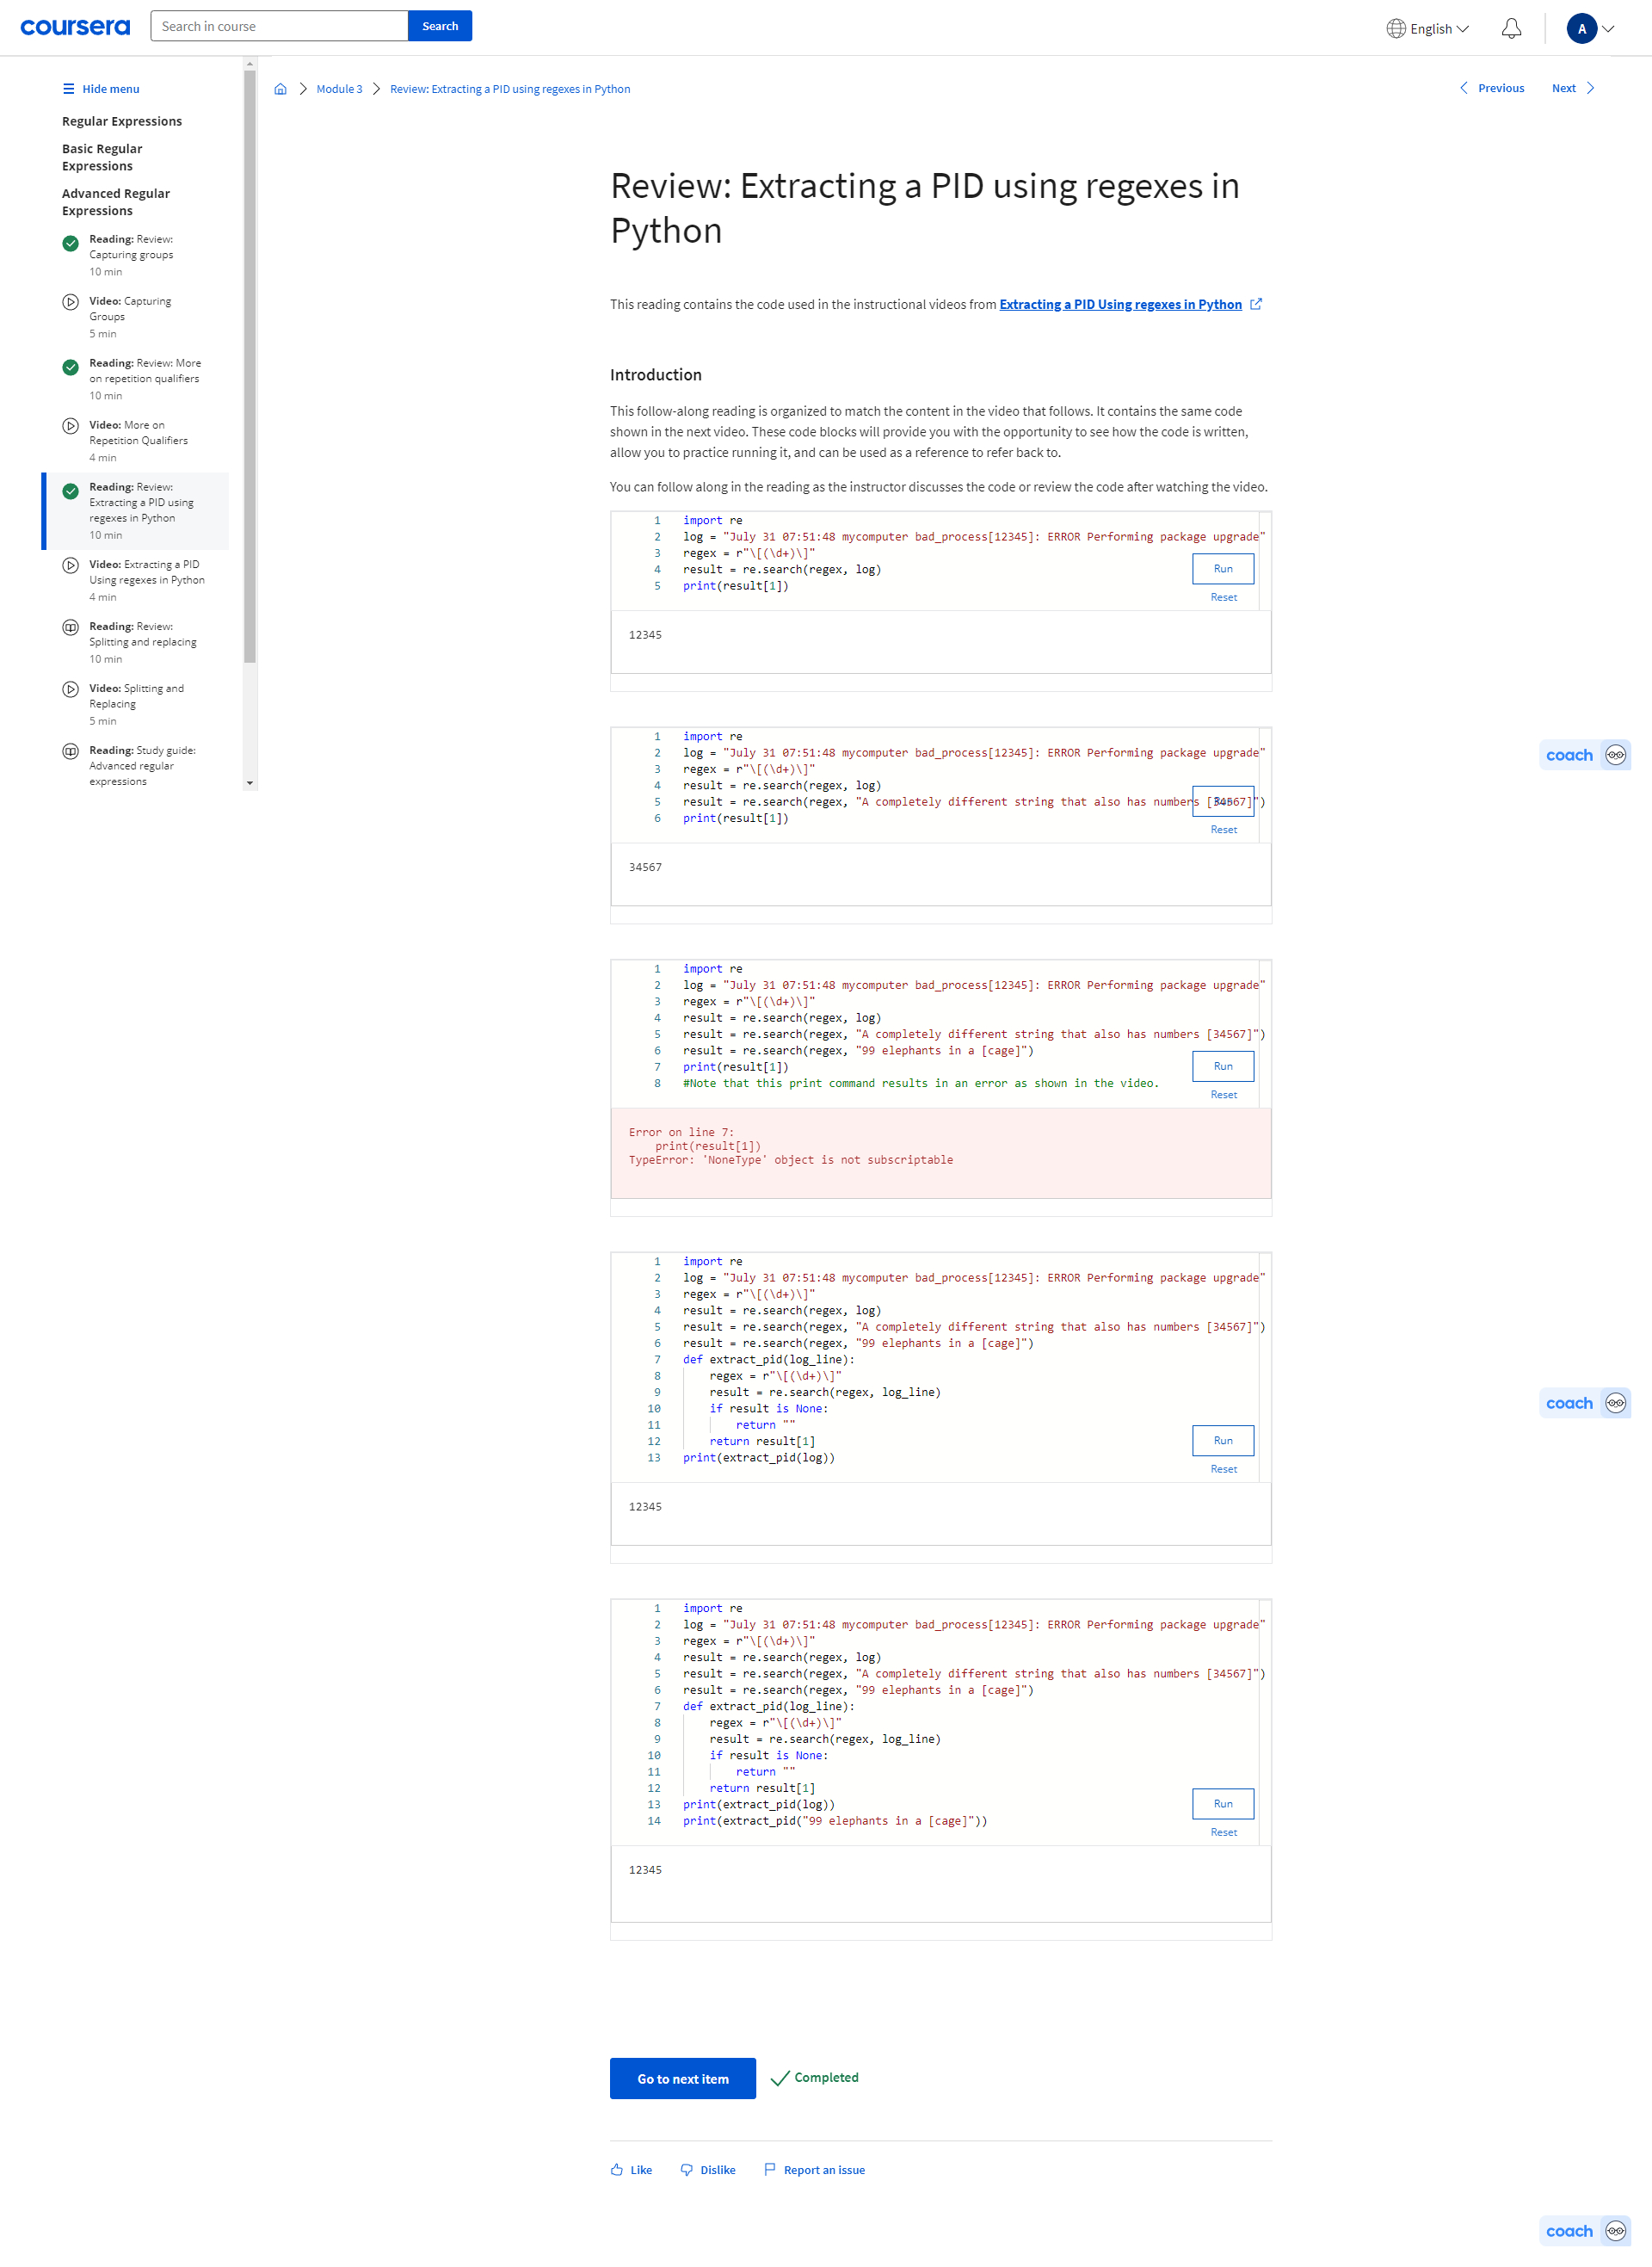 coursera
Search in course
Search
English
A
Hide menu
Regular Expressions
Basic Regular
Expressions
Advanced Regular
Expressions
Reading: Review:
Capturing groups
10 min
Video: Capturing
Groups
5 min
Reading: Review: More
on repetition qualifiers
10 min
Video: More on
Repetition Qualifiers
4 min
Reading: Review:
Extracting a PID using
regexes in Python
10 min
Video: Extracting a PID
Using regexes in Python
4 min
Reading: Review:
Splitting and replacing
10 min
Video: Splitting and
Replacing
5 min
Reading: Study guide:
Advanced regular
expressions
Module 3
Review: Extracting a PID using regexes in Python
Previous
Next
Review: Extracting a PID using regexes in
Python
This reading contains the code used in the instructional videos from Extracting a PID Using regexes in Python
Introduction
This follow-along reading is organized to match the content in the video that follows. It contains the same code
shown in the next video. These code blocks will provide you with the opportunity to see how the code is written,
allow you to practice running it, and can be used as a reference to refer back to.
You can follow along in the reading as the instructor discusses the code or review the code after watching the video.
1 import re
2 log = "July 31 07:51:48 mycomputer bad_process[12345]: ERROR Performing package upgrade"
3 regex = r"\[(\d+)\]"
4 result = re.search(regex, log)
5 print(result[1])
Run
Reset
12345
1 import re
2 log = "July 31 07:51:48 mycomputer bad_process[12345]: ERROR Performing package upgrade"
3 regex = r"\[(\d+)\]"
4 result = re.search(regex, log)
5 result = re.search(regex, "A completely different string that also has numbers [34567]")
6 print(result[1])
Run
Reset
34567
1 import re
2 log = "July 31 07:51:48 mycomputer bad_process[12345]: ERROR Performing package upgrade"
3 regex = r"\[(\d+)\]"
4 result = re.search(regex, log)
5 result = re.search(regex, "A completely different string that also has numbers [34567]")
6 result = re.search(regex, "99 elephants in a [cage]")
7 print(result[1])
8 #Note that this print command results in an error as shown in the video.
Run
Reset
Error on line 7:
print(result[1])
TypeError: 'NoneType' object is not subscriptable
1 import re
2 log = "July 31 07:51:48 mycomputer bad_process[12345]: ERROR Performing package upgrade"
3 regex = r"\[(\d+)\]"
4 result = re.search(regex, log)
5 result = re.search(regex, "A completely different string that also has numbers [34567]")
6 result = re.search(regex, "99 elephants in a [cage]")
7 def extract_pid(log_line):
8 regex = r"\[(\d+)\]"
9 result = re.search(regex, log_line)
10 if result is None:
11 return ""
12 return result[1]
13 print(extract_pid(log))
Run
Reset
12345
1 import re
2 log = "July 31 07:51:48 mycomputer bad_process[12345]: ERROR Performing package upgrade"
3 regex = r"\[(\d+)\]"
4 result = re.search(regex, log)
5 result = re.search(regex, "A completely different string that also has numbers [34567]")
6 result = re.search(regex, "99 elephants in a [cage]")
7 def extract_pid(log_line):
8 regex = r"\[(\d+)\]"
9 result = re.search(regex, log_line)
10 if result is None:
11 return ""
12 return result[1]
13 print(extract_pid(log))
14 print(extract_pid("99 elephants in a [cage]"))
Run
Reset
12345
Go to next item
Completed
Like
Dislike
Report an issue
coach
coach
coach